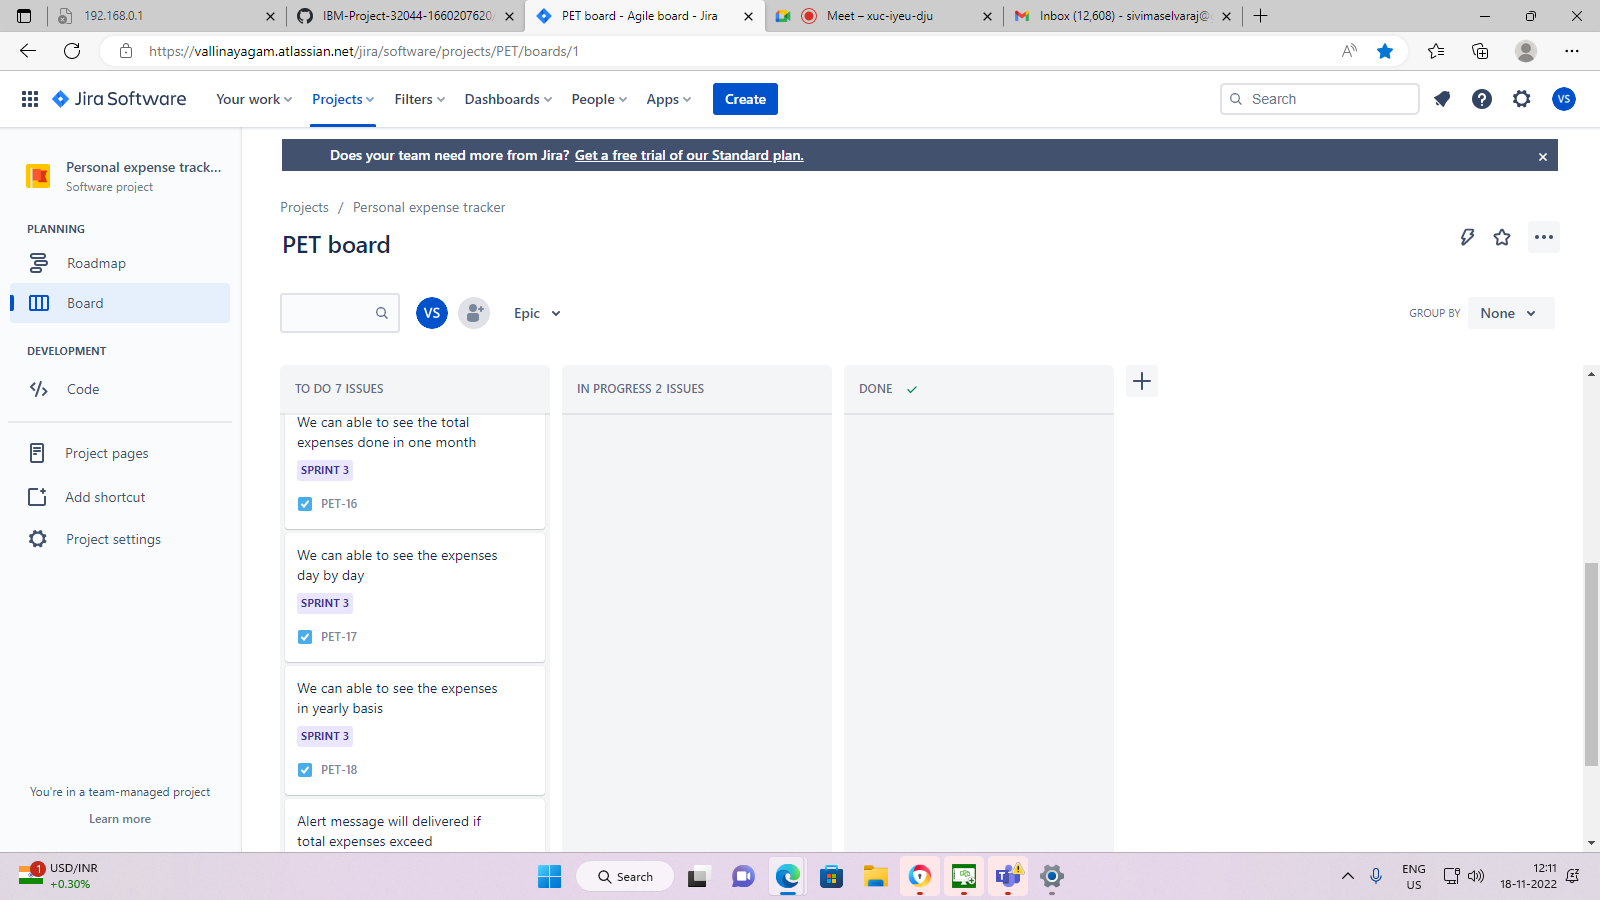 192.168.0.1
IBM-Project-32044-1660207620/
PET board - Agile board - Jira
Meet – xuc-iyeu-dju
Inbox (12,608) - sivimaselvaraj@
https://vallinayagam.atlassian.net/jira/software/projects/PET/boards/1
Jira Software
Your work
Projects
Filters
Dashboards
People
Apps
Create
Search
VS
Does your team need more from Jira? Get a free trial of our Standard plan.
Personal expense track...
Software project
PLANNING
Roadmap
Board
DEVELOPMENT
Code
Project pages
Add shortcut
Project settings
You're in a team-managed project
Learn more
Projects / Personal expense tracker
PET board
VS
Epic
GROUP BY
None
TO DO 7 ISSUES
We can able to see the total
expenses done in one month
SPRINT 3
PET-16
We can able to see the expenses
day by day
SPRINT 3
PET-17
We can able to see the expenses
in yearly basis
SPRINT 3
PET-18
Alert message will delivered if
total expenses exceed
IN PROGRESS 2 ISSUES
DONE
1
USD/INR
+0.30%
Search
ENG
US
12:11
18-11-2022